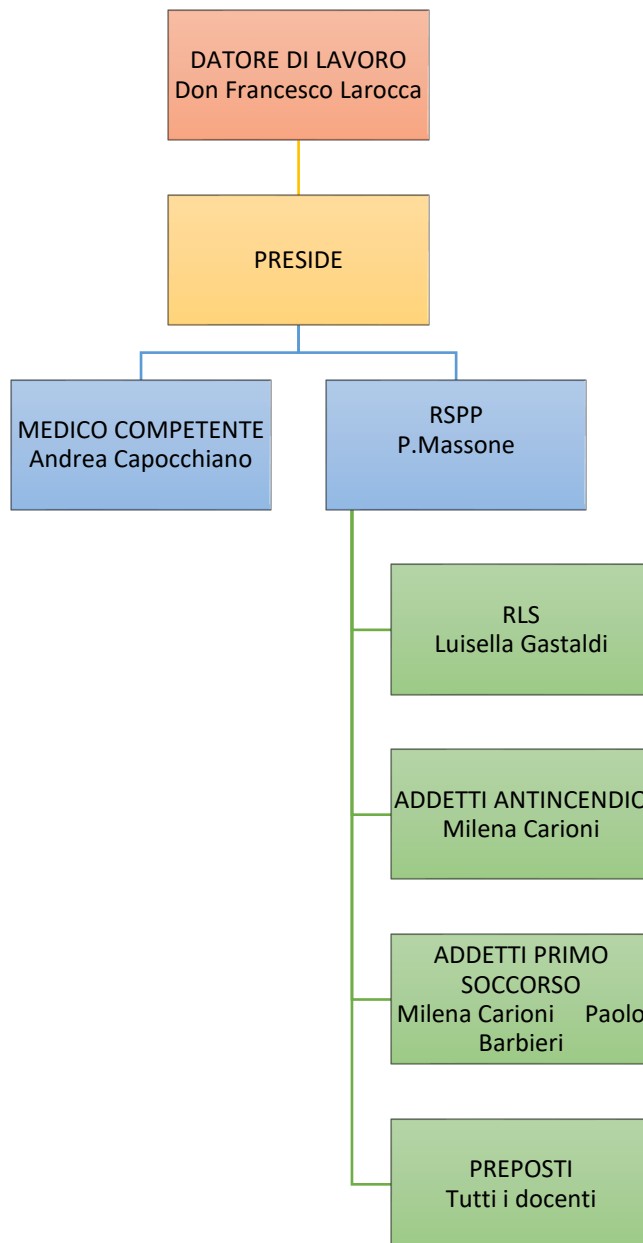 DATORE DI LAVORO
Don Francesco Larocca
PRESIDE
MEDICO COMPETENTE
Andrea Capocchiano
RSPP
P.Massone
RLS
Luisella Gastaldi
ADDETTI ANTINCENDIO
Milena Carioni
ADDETTI PRIMO
SOCCORSO
Milena Carioni Paolo
Barbieri
PREPOSTI
Tutti i docenti